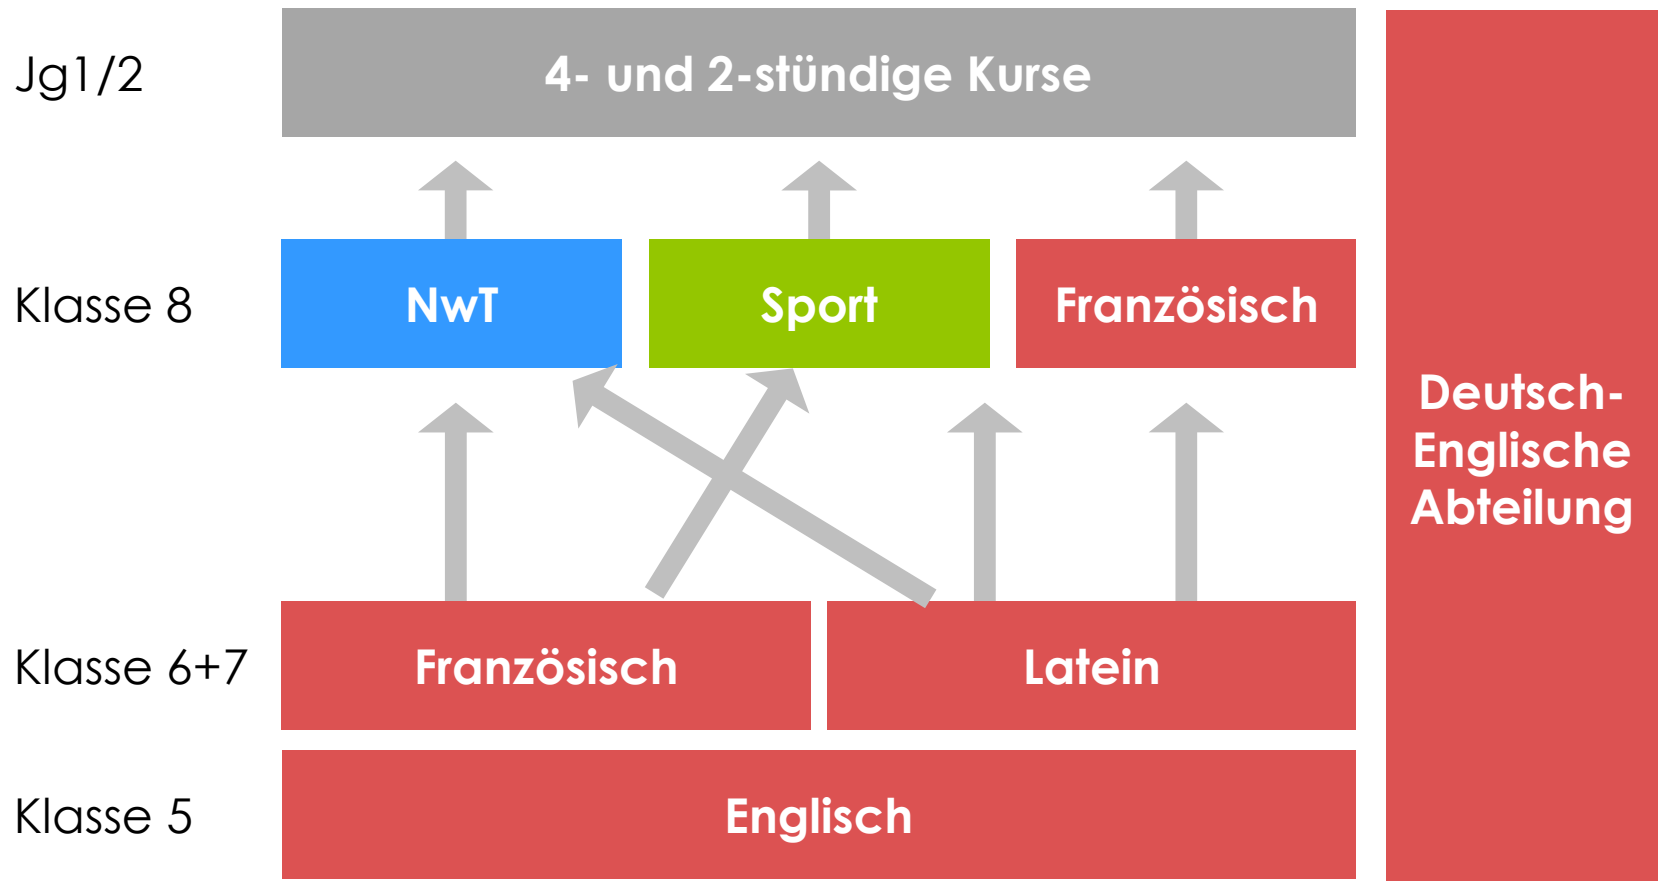 Jg1/2
4- und 2-stündige Kurse
Klasse 8
NwT
Sport
Französisch
Deutsch-
Englische
Abteilung
Klasse 6+7
Französisch
Latein
Klasse 5
Englisch